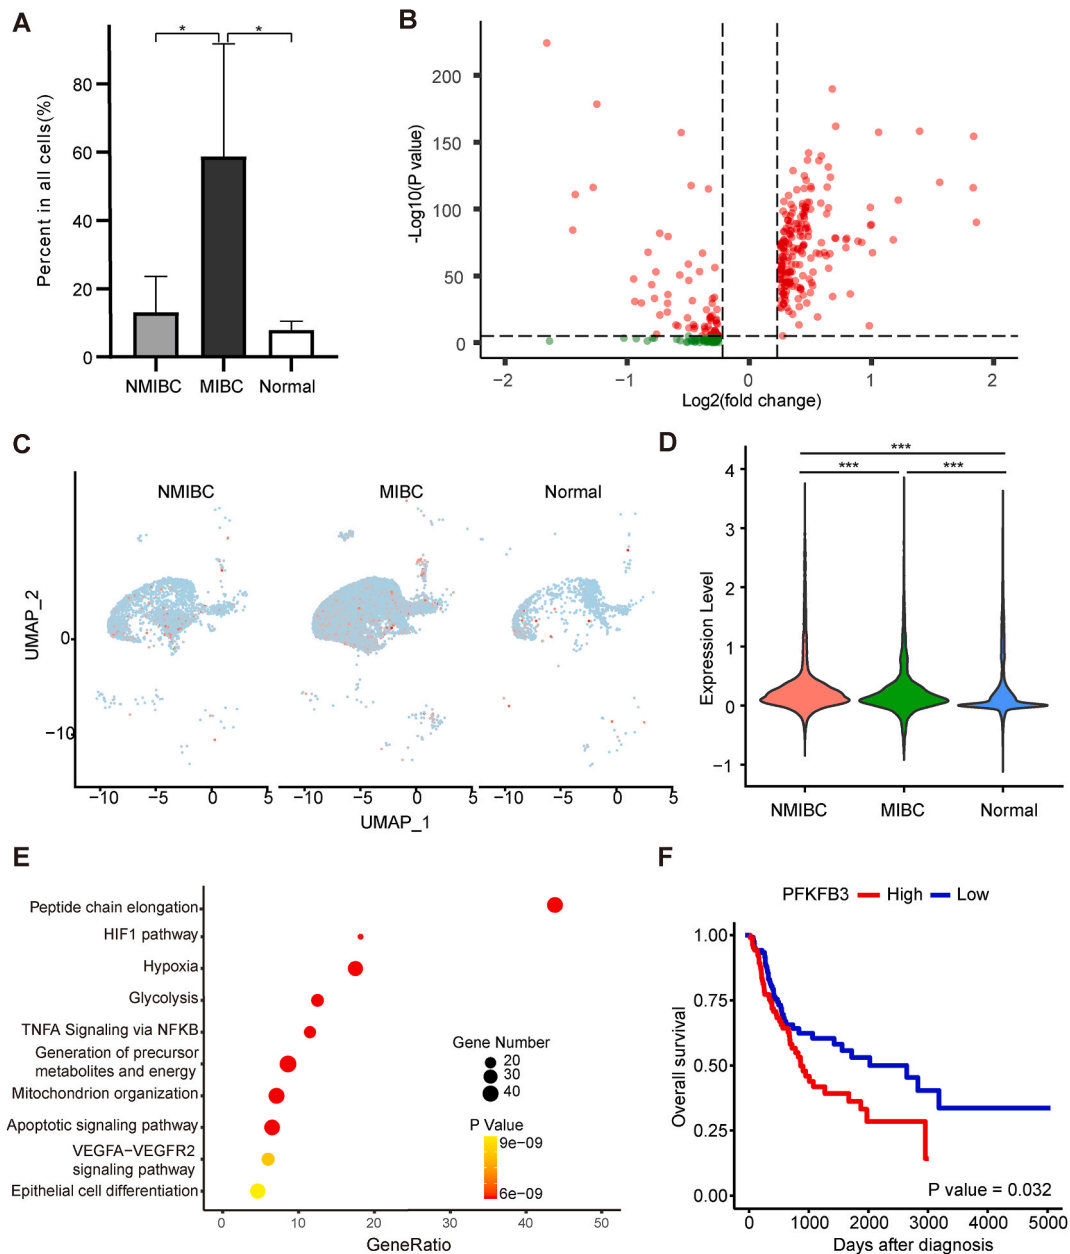 A
Percent in all cells(%)
80
60
40
20
0
*
*
NMIBC
MIBC
Normal
B
-Log10(P value)
200
150
100
50
0
−2
−1
0
1
2
Log2(fold change)
C
NMIBC
MIBC
Normal
UMAP_2
0
−10
−10
−5
0
5
−10
−5
0
5
−10
−5
0
5
UMAP_1
D
***
***
***
Expression Level
4
3
2
1
0
−1
NMIBC
MIBC
Normal
E
Peptide chain elongation
HIF1 pathway
Hypoxia
Glycolysis
TNFA Signaling via NFKB
Generation of precursor
metabolites and energy
Mitochondrion organization
Apoptotic signaling pathway
VEGFA−VEGFR2
signaling pathway
Epithelial cell differentiation
Gene Number
20
30
40
P Value
9e−09
6e−09
0
10
20
30
40
50
GeneRatio
F
PFKFB3
High
Low
Overall survival
1.00
0.75
0.50
0.25
0.00
P value = 0.032
0
1000
2000
3000
4000
5000
Days after diagnosis